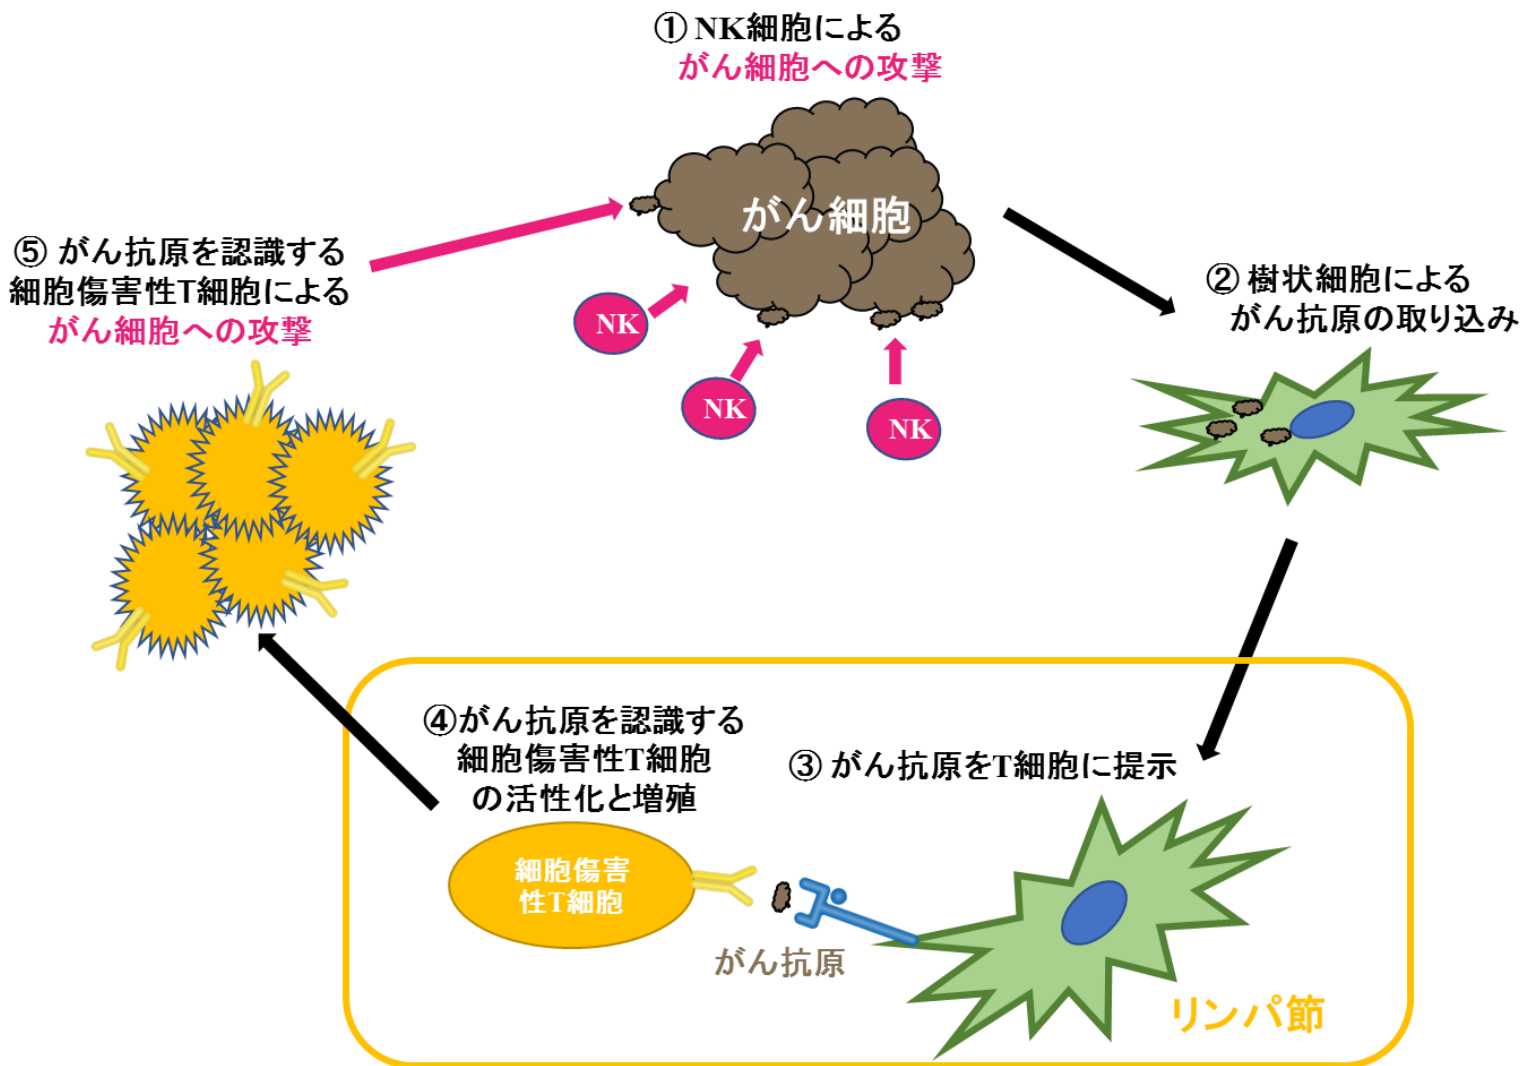 ① NK細胞による
がん細胞への攻撃
がん細胞
NK
NK
NK
② 樹状細胞による
がん抗原の取り込み
③ がん抗原をT細胞に提示
④がん抗原を認識する
細胞傷害性T細胞
の活性化と増殖
細胞傷害
性T細胞
がん抗原
リンパ節
⑤ がん抗原を認識する
細胞傷害性T細胞による
がん細胞への攻撃